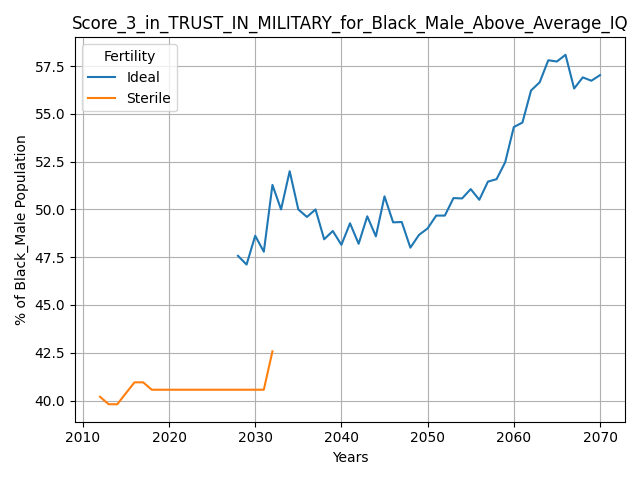 Score_3_in_TRUST_IN_MILITARY_for_Black_Male_Above_Average_IQ
Fertility
Ideal
Sterile
57.5
55.0
52.5
50.0
47.5
45.0
42.5
40.0
% of Black_Male Population
2010 2020 2030 2040 2050 2060 2070
Years